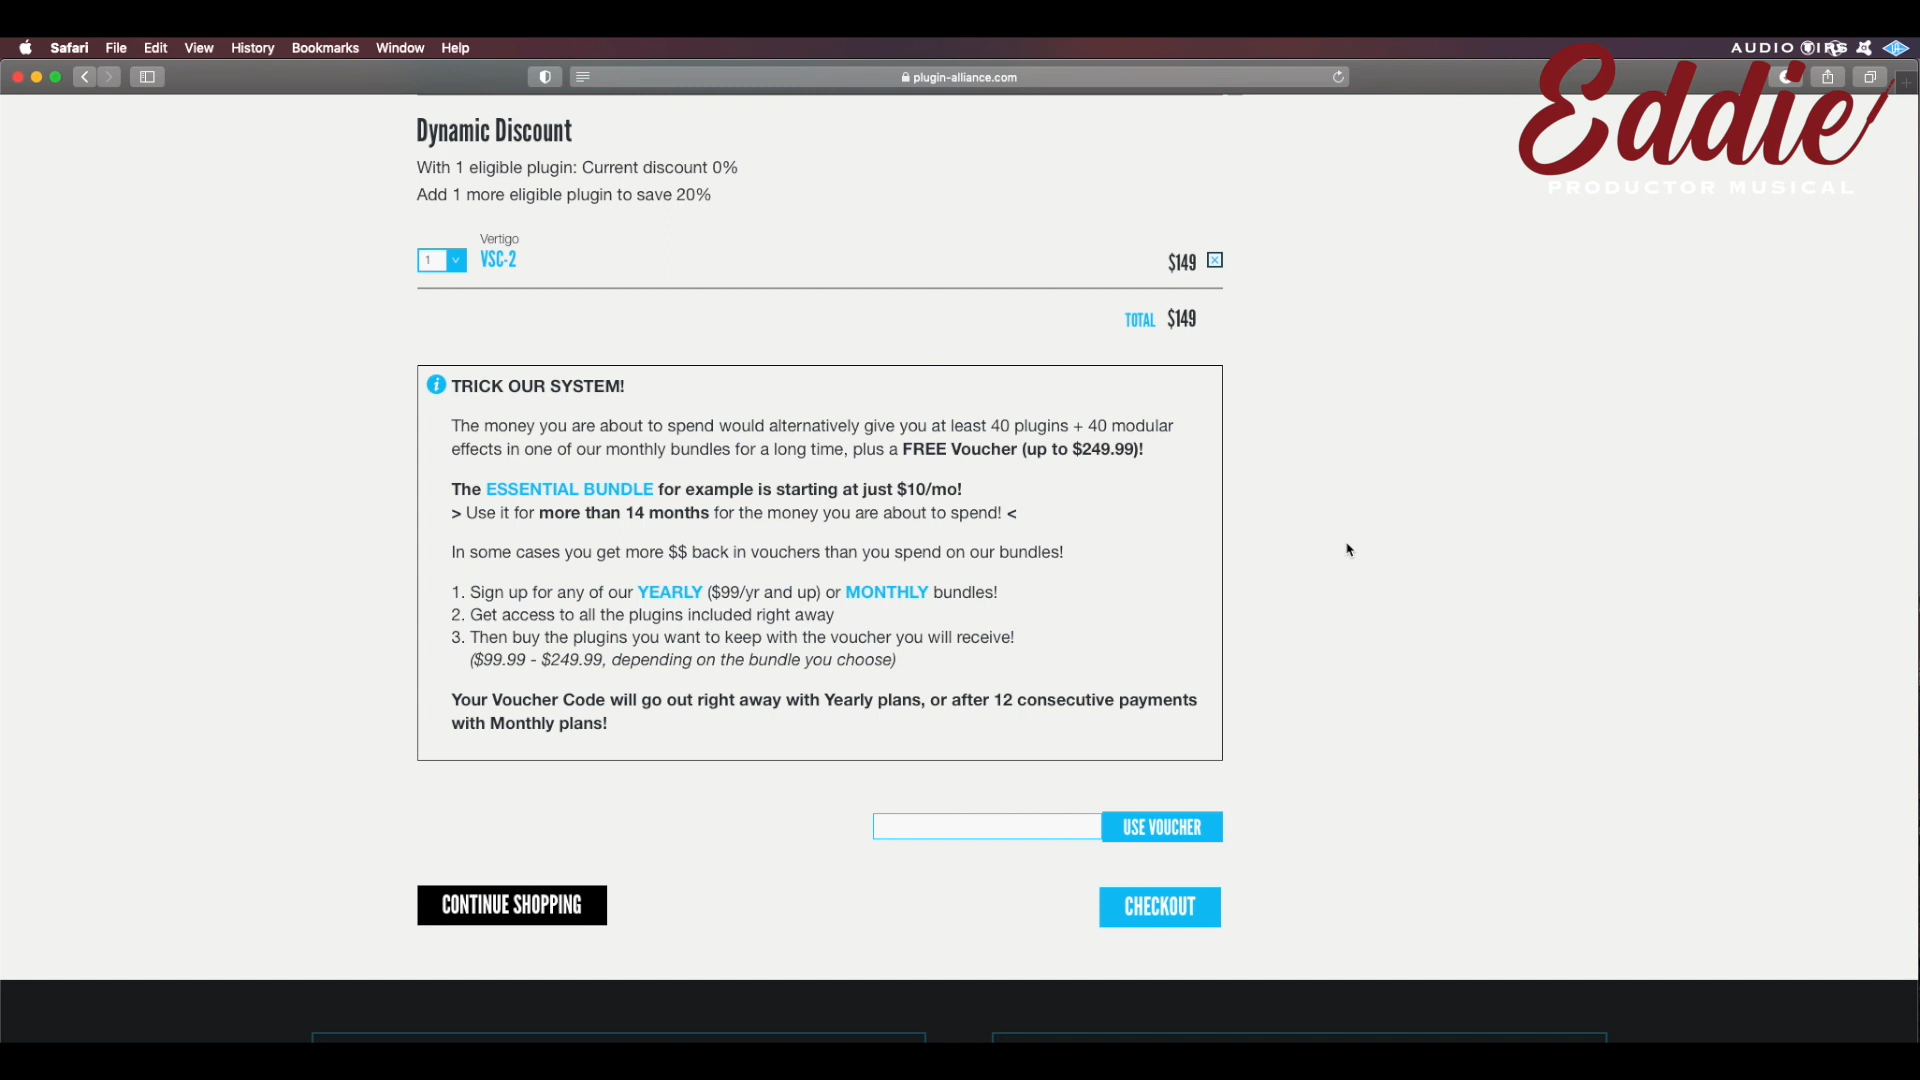 Safari File Edit View History Bookmarks Window Help
AUDIO
plugin-alliance.com
Eddie
PRODUCTOR MUSICAL
Dynamic Discount
With 1 eligible plugin: Current discount 0%
Add 1 more eligible plugin to save 20%
Vertigo
1 VSC-2 $149
TOTAL $149
i TRICK OUR SYSTEM!
The money you are about to spend would alternatively give you at least 40 plugins + 40 modular
effects in one of our monthly bundles for a long time, plus a FREE Voucher (up to $249.99)!
The ESSENTIAL BUNDLE for example is starting at just $10/mo!
> Use it for more than 14 months for the money you are about to spend! <
In some cases you get more $$ back in vouchers than you spend on our bundles!
1. Sign up for any of our YEARLY ($99/yr and up) or MONTHLY bundles!
2. Get access to all the plugins included right away
3. Then buy the plugins you want to keep with the voucher you will receive!
($99.99 - $249.99, depending on the bundle you choose)
Your Voucher Code will go out right away with Yearly plans, or after 12 consecutive payments
with Monthly plans!
USE VOUCHER
CONTINUE SHOPPING
CHECKOUT